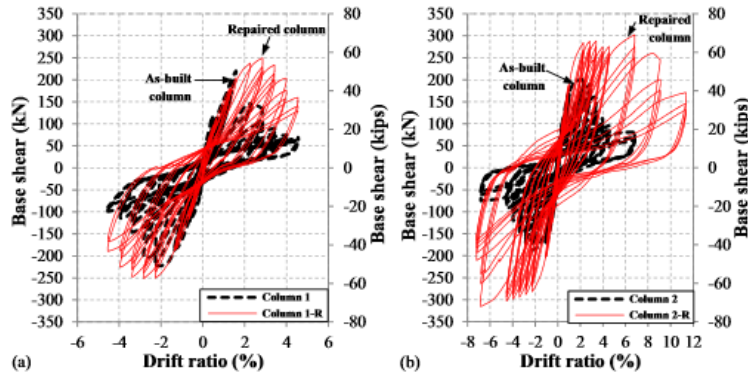 350
300
250
200
150
100
50
0
-50
-100
-150
-200
-250
-300
-350
Base shear (kN)
-6 -4 -2 0 2 4 6
Drift ratio (%)
80
60
40
20
0
-20
-40
-60
-80
Base shear (kips)
Repaired column
As-built
column
Column 1
Column 1-R
(a)
350
300
250
200
150
100
50
0
-50
-100
-150
-200
-250
-300
-350
Base shear (kN)
-8 -6 -4 -2 0 2 4 6 8 10 12
Drift ratio (%)
80
60
40
20
0
-20
-40
-60
-80
Base shear (kips)
Repaired
column
As-built
column
Column 2
Column 2-R
(b)